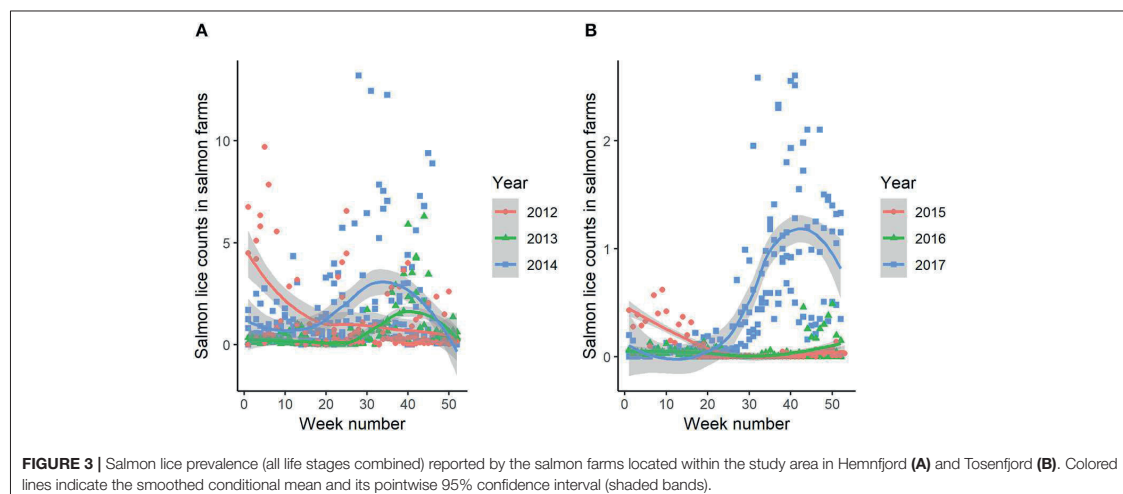 A
Salmon lice counts in salmon farms
10
5
0
0 10 20 30 40 50
Week number
Year
2012
2013
2014
B
Salmon lice counts in salmon farms
2
1
0
0 10 20 30 40 50
Week number
Year
2015
2016
2017
FIGURE 3 | Salmon lice prevalence (all life stages combined) reported by the salmon farms located within the study area in Hemnfjord (A) and Tosenfjord (B). Colored
lines indicate the smoothed conditional mean and its pointwise 95% confidence interval (shaded bands).